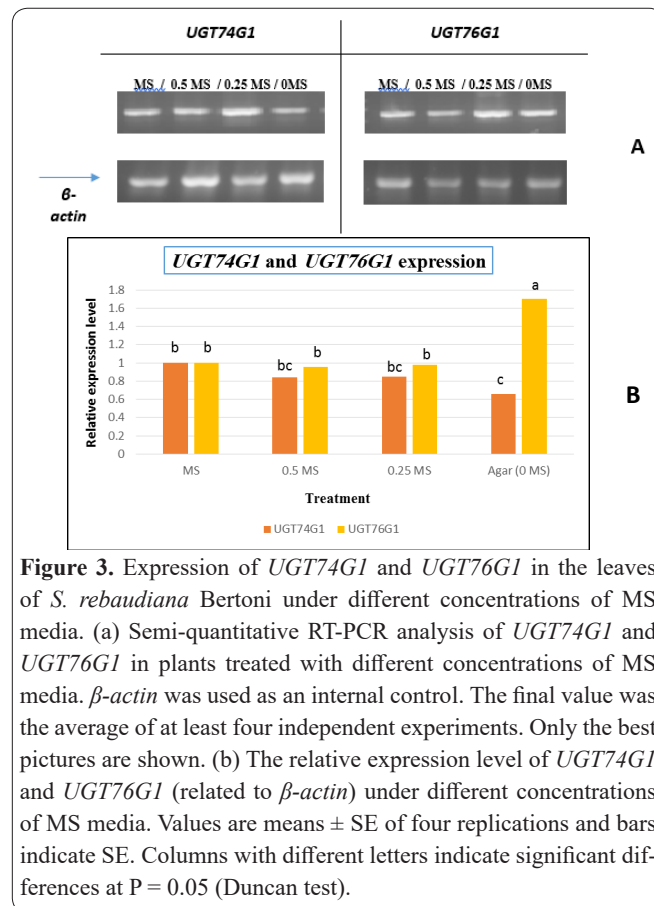 UGT74G1 UGT76G1
MS / 0.5 MS / 0.25 MS / 0MS MS / 0.5 MS / 0.25 MS / 0MS
A
β-
actin
UGT74G1 and UGT76G1 expression
Relative expression level
1.8
1.6
1.4
1.2
1
0.8
0.6
0.4
0.2
0
b b bc b bc b c a
B
MS 0.5 MS 0.25 MS Agar (0 MS)
Treatment
UGT74G1 UGT76G1
Figure 3. Expression of UGT74G1 and UGT76G1 in the leaves
of S. rebaudiana Bertoni under different concentrations of MS
media. (a) Semi-quantitative RT-PCR analysis of UGT74G1 and
UGT76G1 in plants treated with different concentrations of MS
media. β-actin was used as an internal control. The final value was
the average of at least four independent experiments. Only the best
pictures are shown. (b) The relative expression level of UGT74G1
and UGT76G1 (related to β-actin) under different concentrations
of MS media. Values are means ± SE of four replications and bars
indicate SE. Columns with different letters indicate significant dif-
ferences at P = 0.05 (Duncan test).